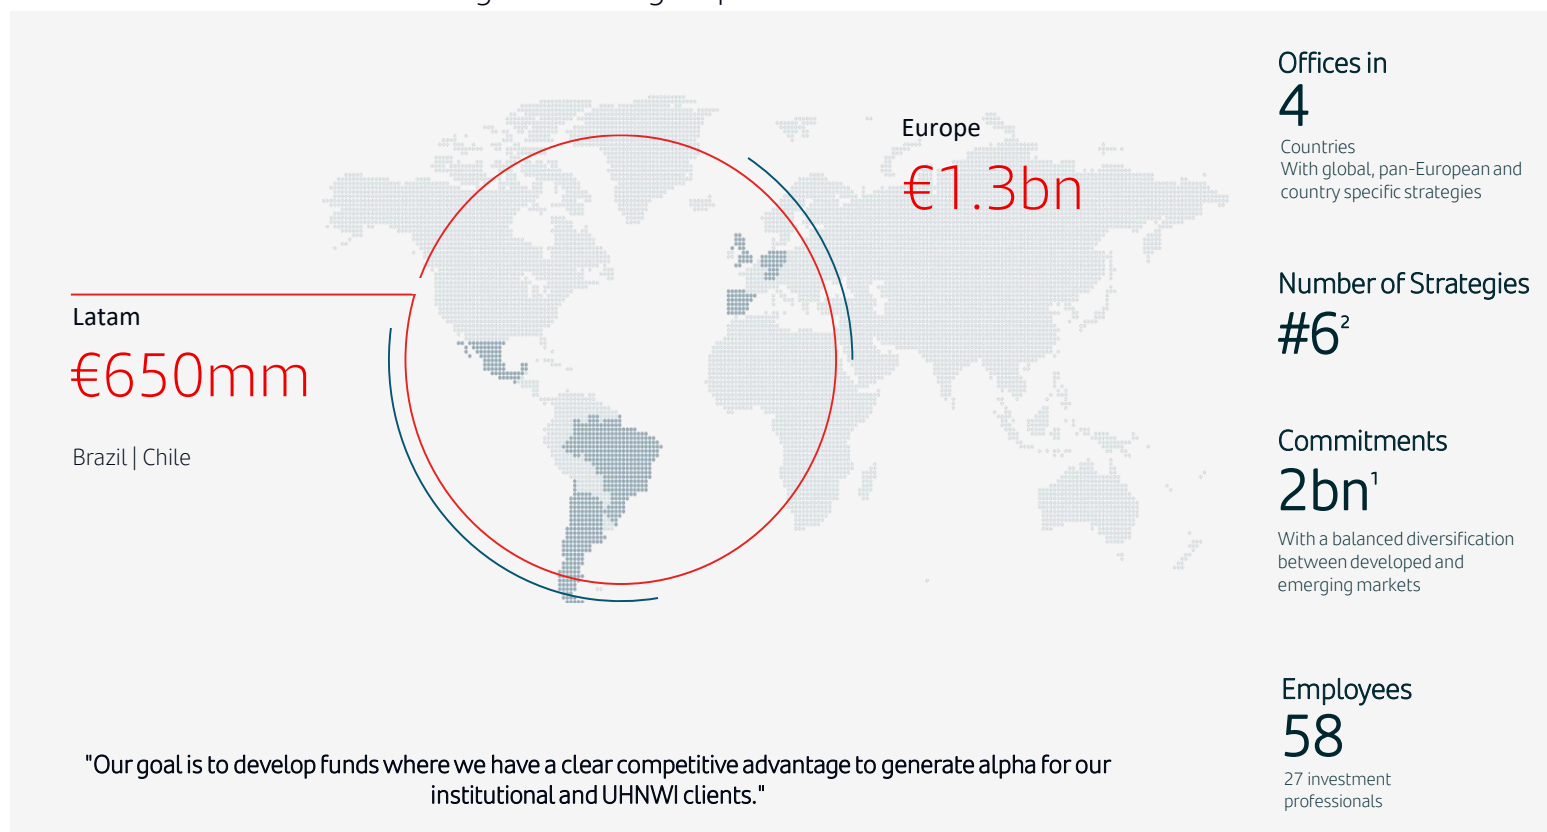 Europe
€1.3bn
Latam
€650mm
Brazil | Chile
Offices in
4
Countries
With global, pan-European and
country specific strategies
Number of Strategies
#6²
Commitments
2bn¹
With a balanced diversification
between developed and
emerging markets
Employees
58
27 investment
professionals
"Our goal is to develop funds where we have a clear competitive advantage to generate alpha for our
institutional and UHNWI clients."